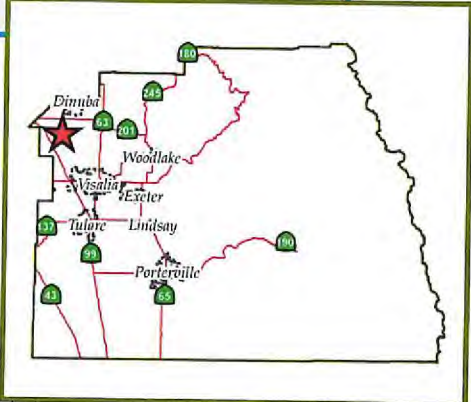 180
245
Dinuba
63
201
Woodlake
Visalia
Exeter
137
Tulare
Lindsay
99
190
Porterville
43
65